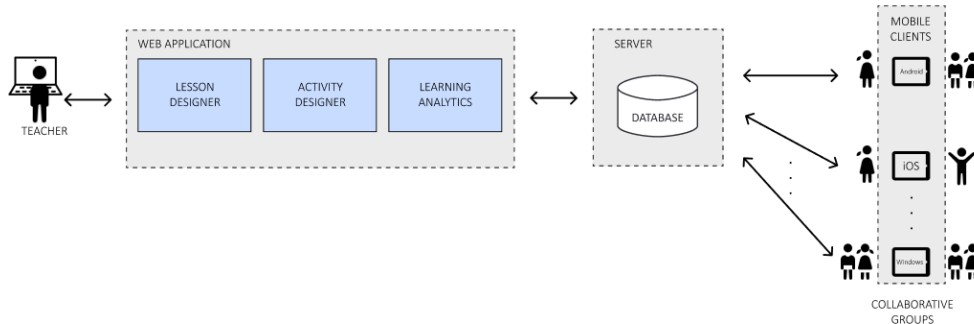 TEACHER
WEB APPLICATION
LESSON
DESIGNER
ACTIVITY
DESIGNER
LEARNING
ANALYTICS
SERVER
DATABASE
MOBILE
CLIENTS
Android
iOS
Windows
COLLABORATIVE
GROUPS